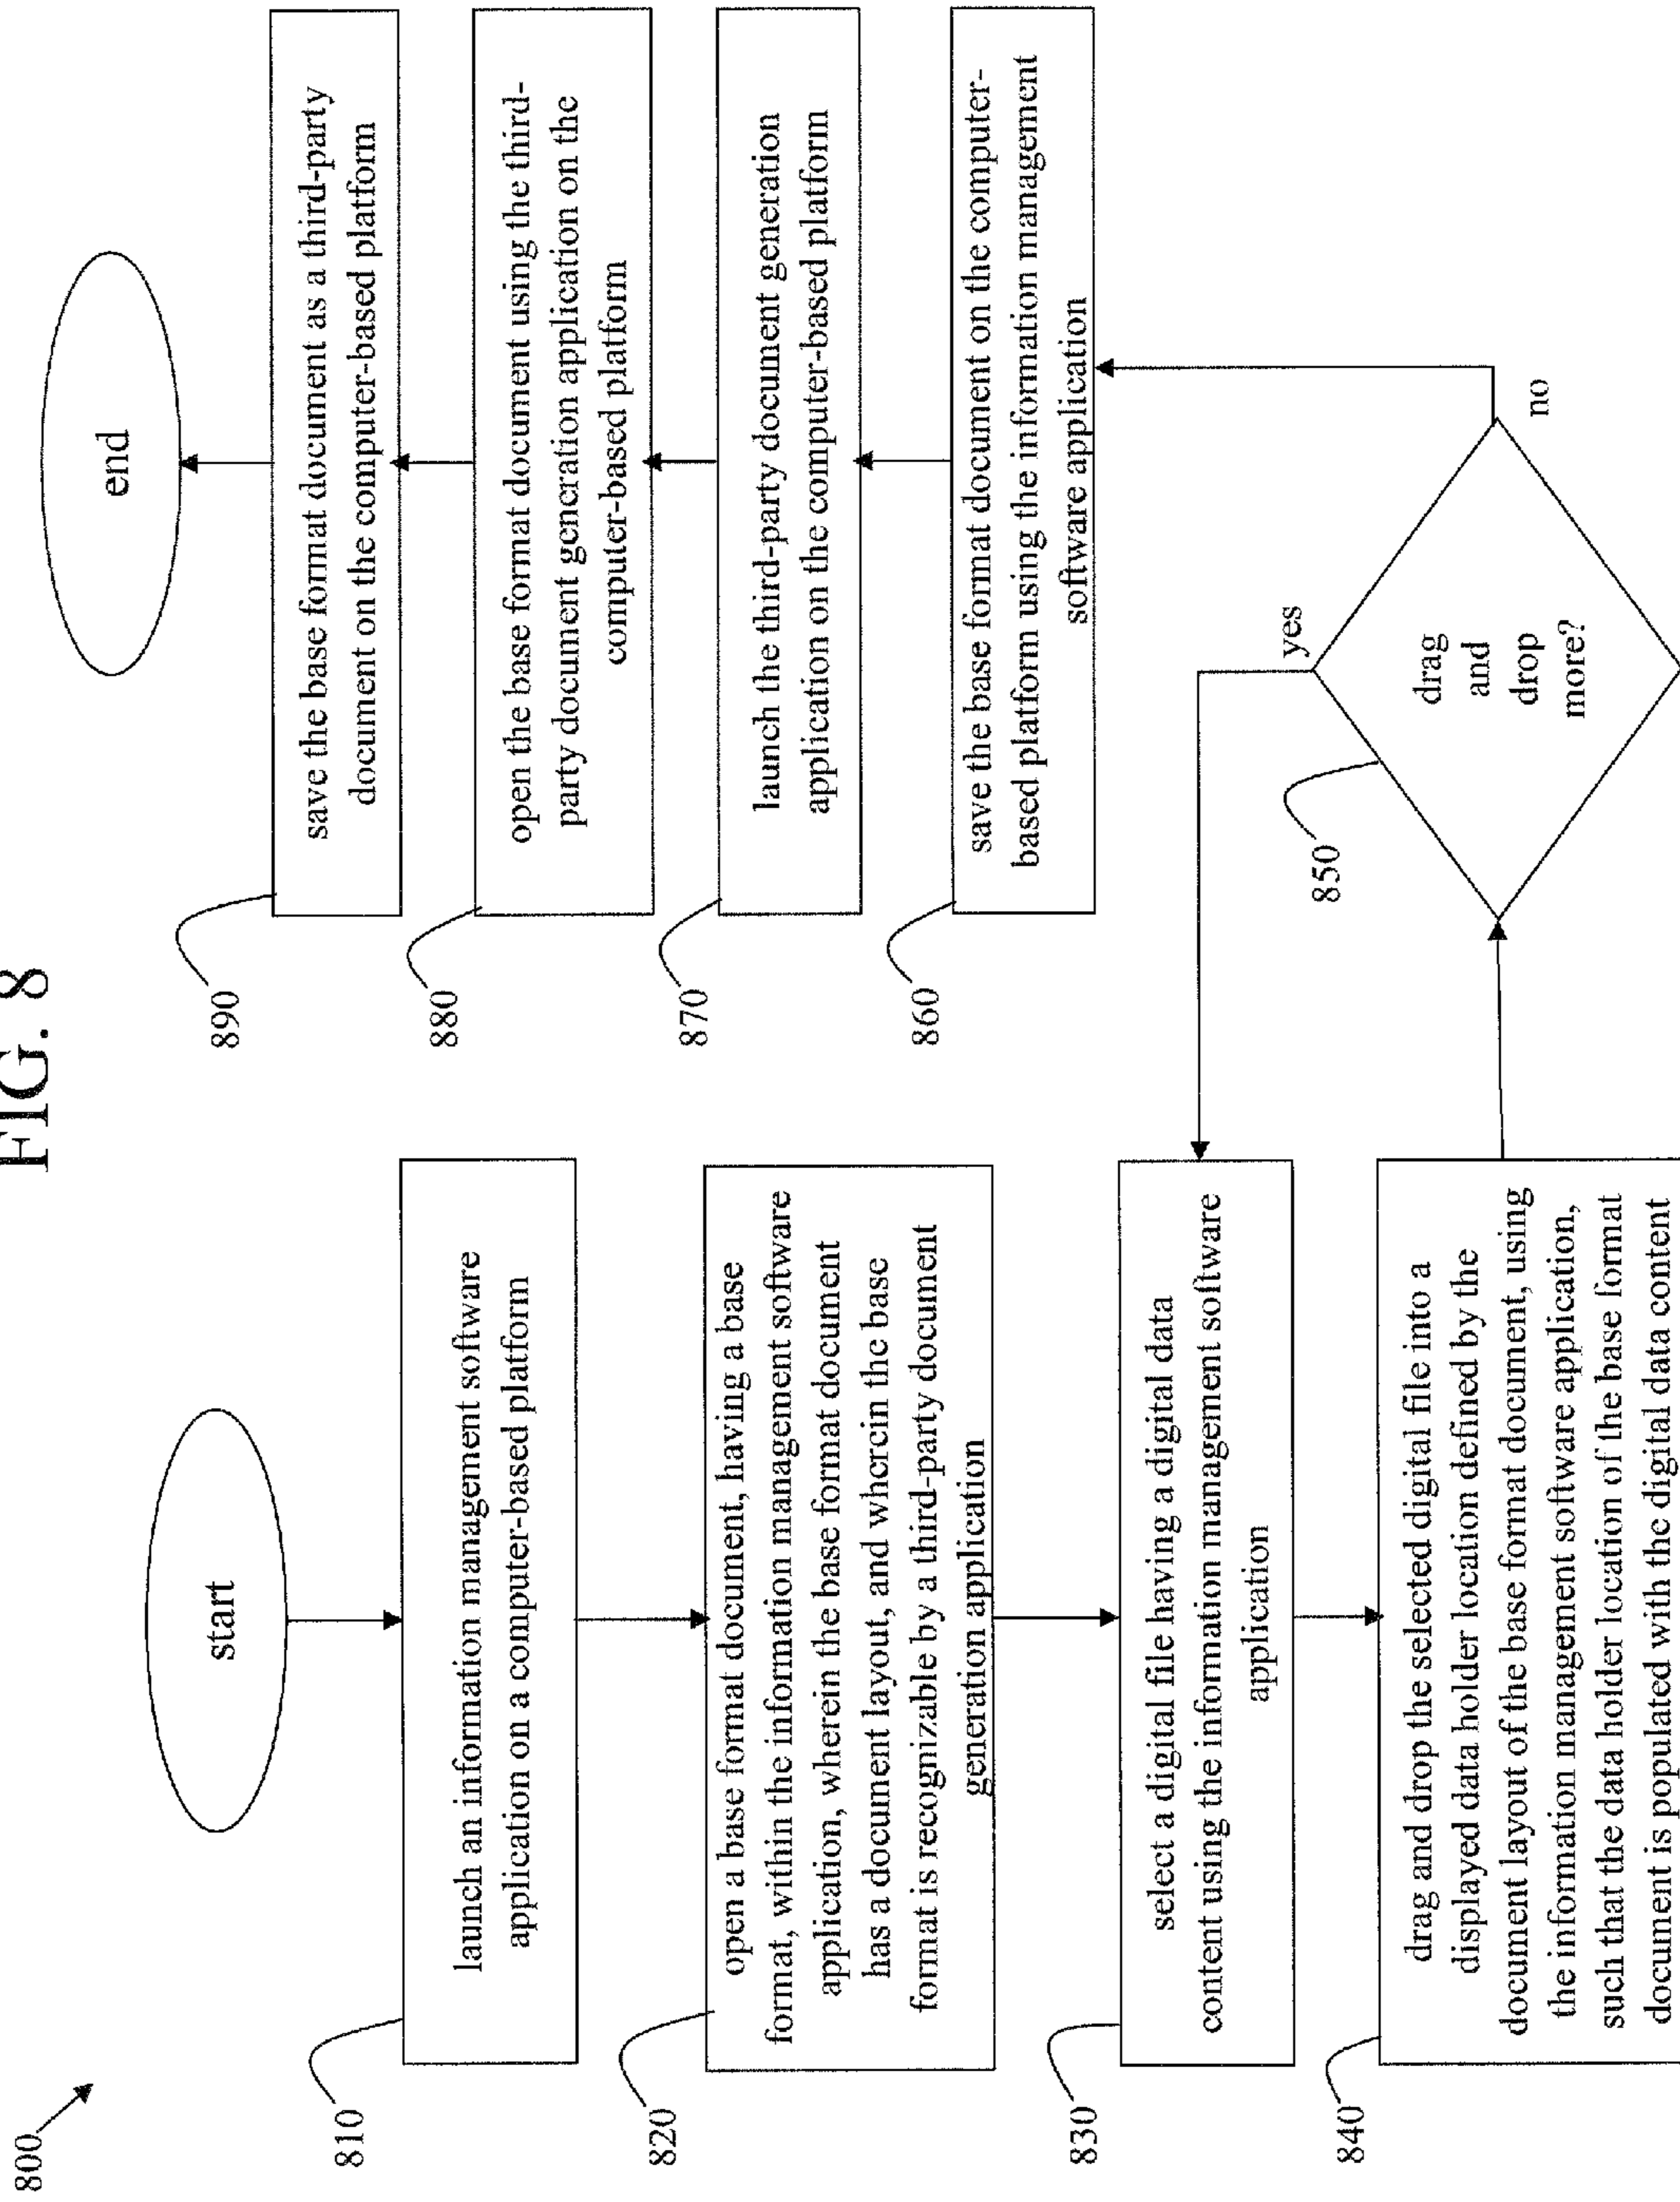 FIG. 8
800
start
810
launch an information management software
application on a computer-based platform
820
open a base format document, having a base
format, within the information management software
application, wherein the base format document
has a document layout, and wherein the base
format is recognizable by a third-party document
generation application
830
select a digital file having a digital data
content using the information management software
application
840
drag and drop the selected digital file into a
displayed data holder location defined by the
document layout of the base format document, using
the information management software application,
such that the data holder location of the base format
document is populated with the digital data content
850
drag
and
drop
more?
yes
no
860
save the base format document on the computer-
based platform using the information management
software application
870
launch the third-party document generation
application on the computer-based platform
880
open the base format document using the third-
party document generation application on the
computer-based platform
890
save the base format document as a third-party
document on the computer-based platform
end